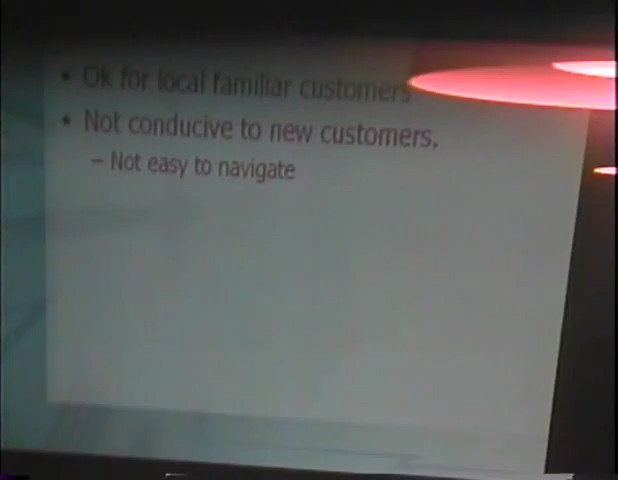 • Ok for local familiar customers
• Not conducive to new customers.
– Not easy to navigate